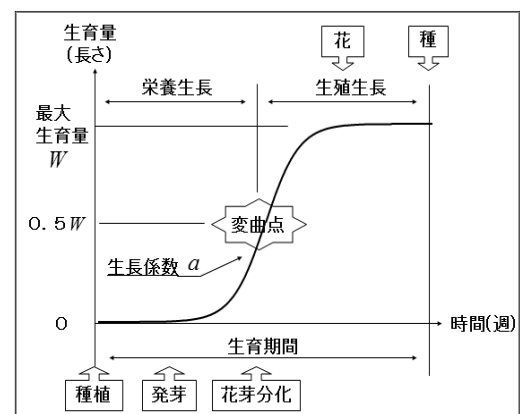 生育量
(長さ)
花
種
栄養生長
生殖生長
最大
生育量
W
0.5W
変曲点
生長係数 a
0
時間(週)
生育期間
種植
発芽
花芽分化